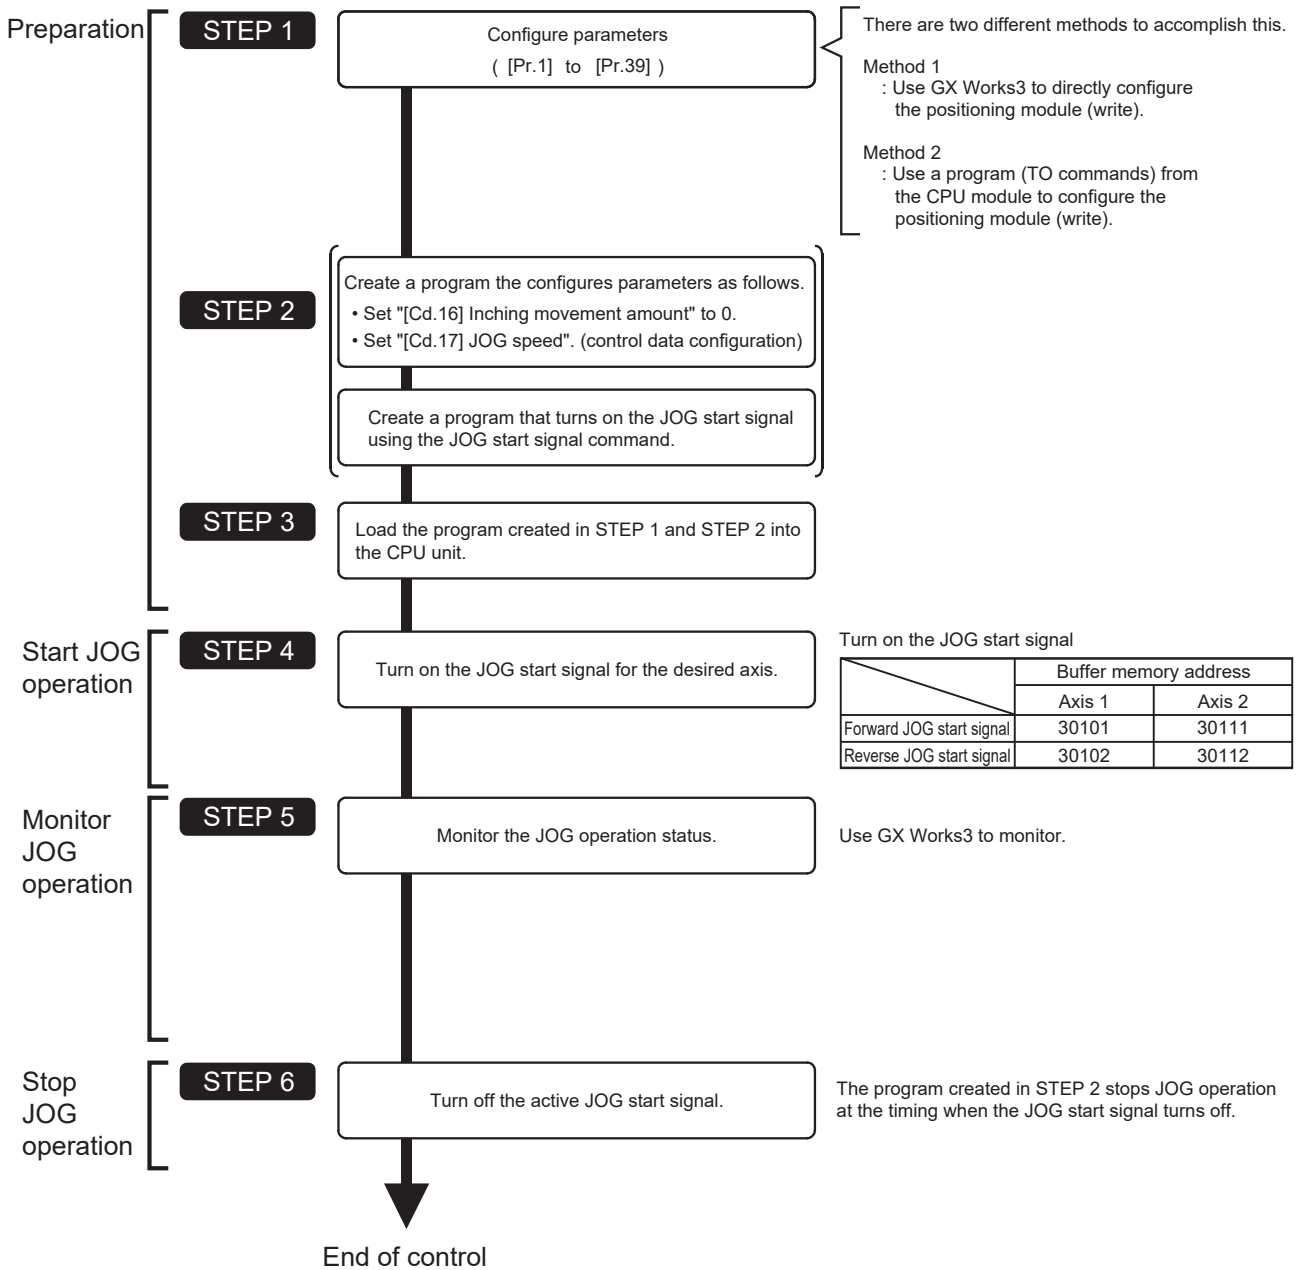 Preparation
STEP 1
Configure parameters
( [Pr.1] to [Pr.39] )
There are two different methods to accomplish this.
Method 1
: Use GX Works3 to directly configure
the positioning module (write).
Method 2
: Use a program (TO commands) from
the CPU module to configure the
positioning module (write).
STEP 2
Create a program the configures parameters as follows.
• Set "[Cd.16] Inching movement amount" to 0.
• Set "[Cd.17] JOG speed". (control data configuration)
Create a program that turns on the JOG start signal
using the JOG start signal command.
STEP 3
Load the program created in STEP 1 and STEP 2 into
the CPU unit.
Start JOG
operation
STEP 4
Turn on the JOG start signal for the desired axis.
Turn on the JOG start signal
Buffer memory address
Axis 1 Axis 2
Forward JOG start signal 30101 30111
Reverse JOG start signal 30102 30112
Monitor
JOG
operation
STEP 5
Monitor the JOG operation status.
Use GX Works3 to monitor.
Stop
JOG
operation
STEP 6
Turn off the active JOG start signal.
The program created in STEP 2 stops JOG operation
at the timing when the JOG start signal turns off.
End of control